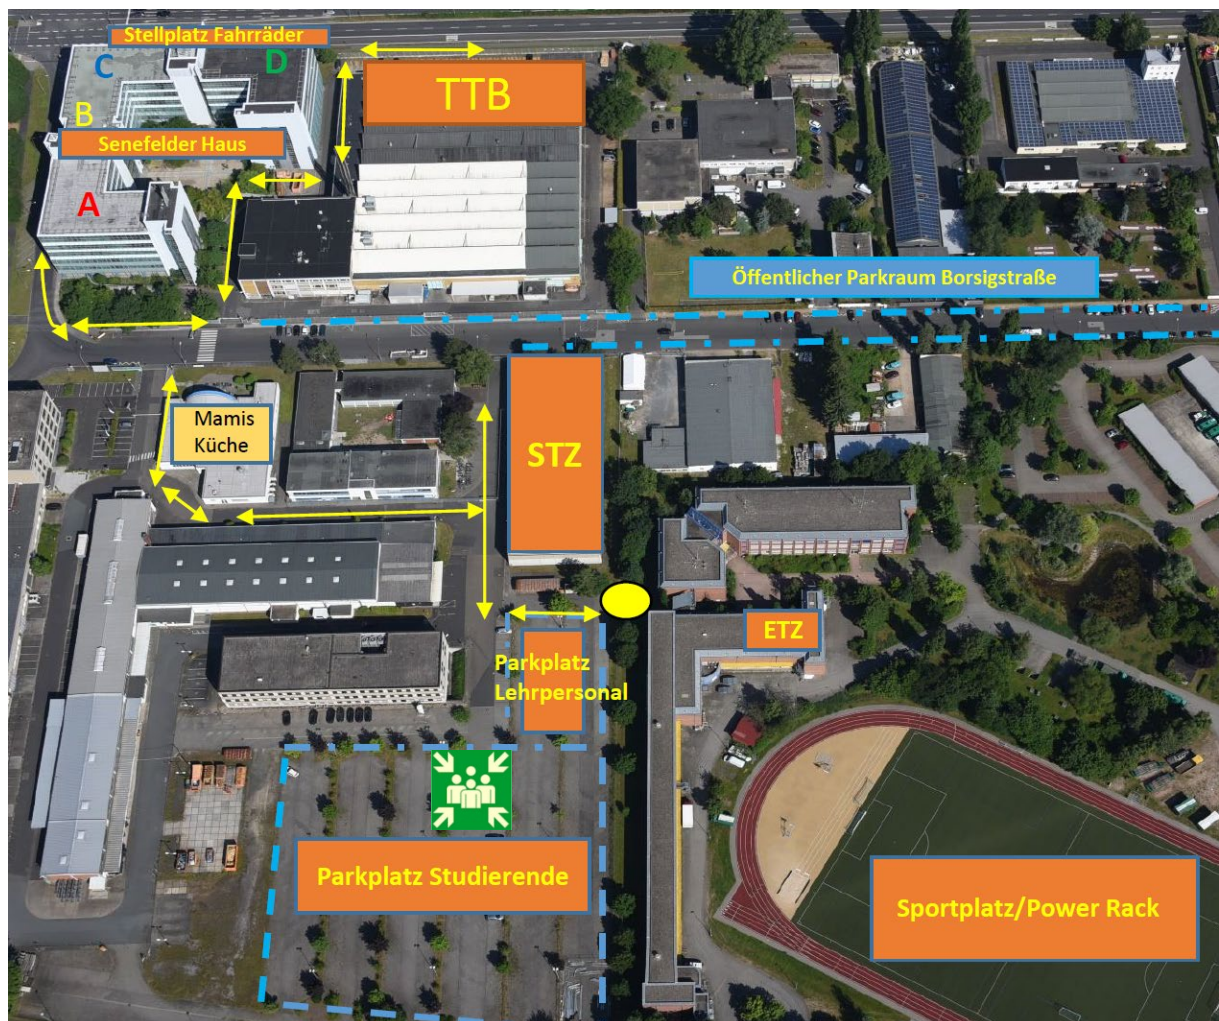 Stellplatz Fahrräder
C
D
TTB
B
Senefelder Haus
A
Öffentlicher Parkraum Borsigstraße
Mamis
Küche
STZ
ETZ
Parkplatz
Lehrpersonal
Parkplatz Studierende
Sportplatz/Power Rack